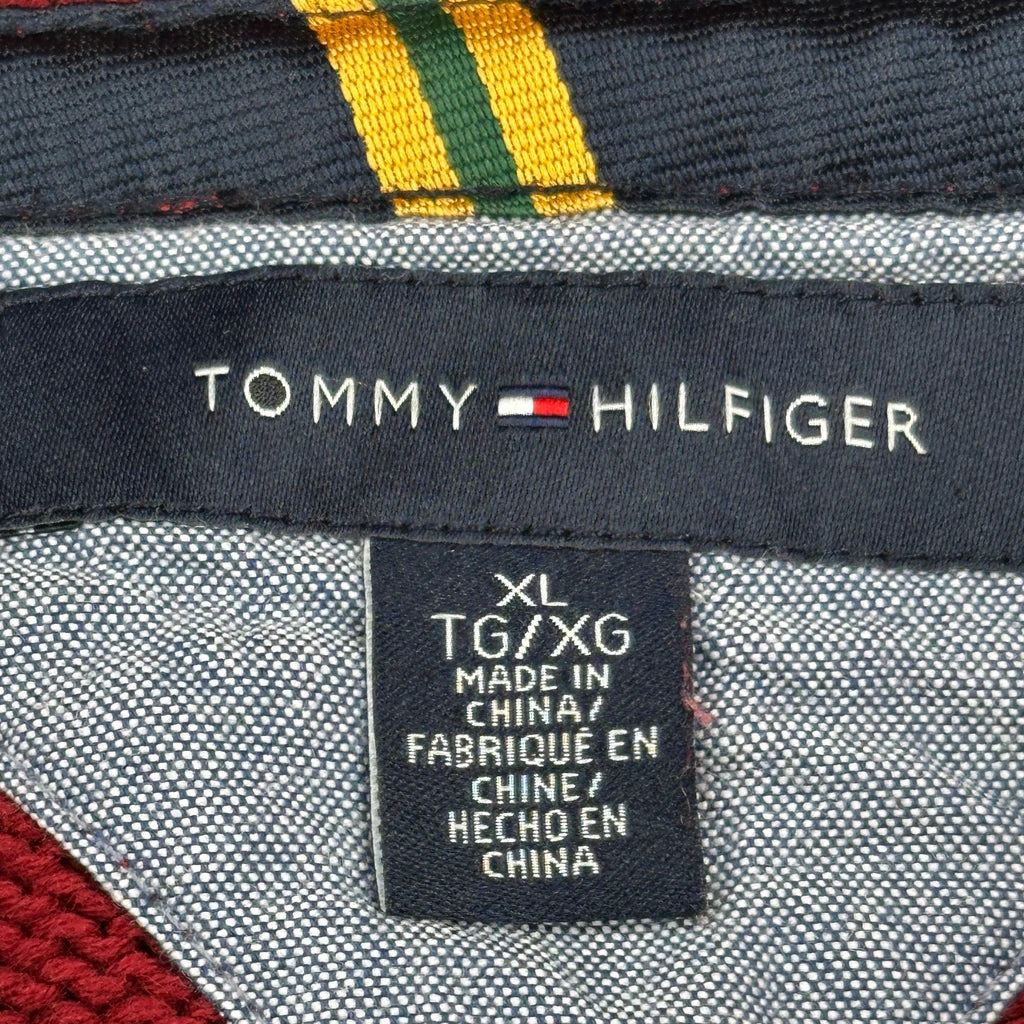 TOMMY HILFIGER
XL
TG/XG
MADE IN
CHINA/
FABRIQUÉ EN
CHINE/
HECHO EN
CHINA